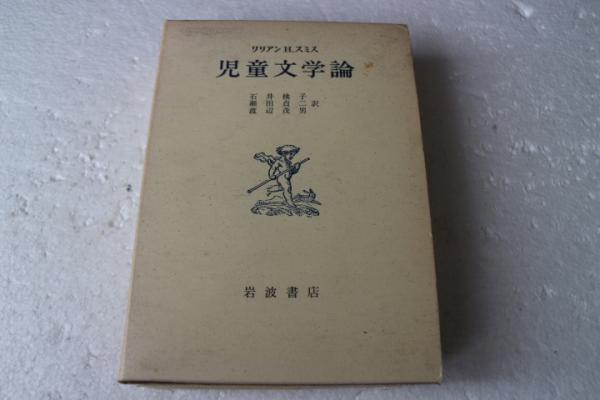 リリアン H. スミス
児童文学論
石井桃子
瀬田貞二 訳
渡辺茂男
岩波書店